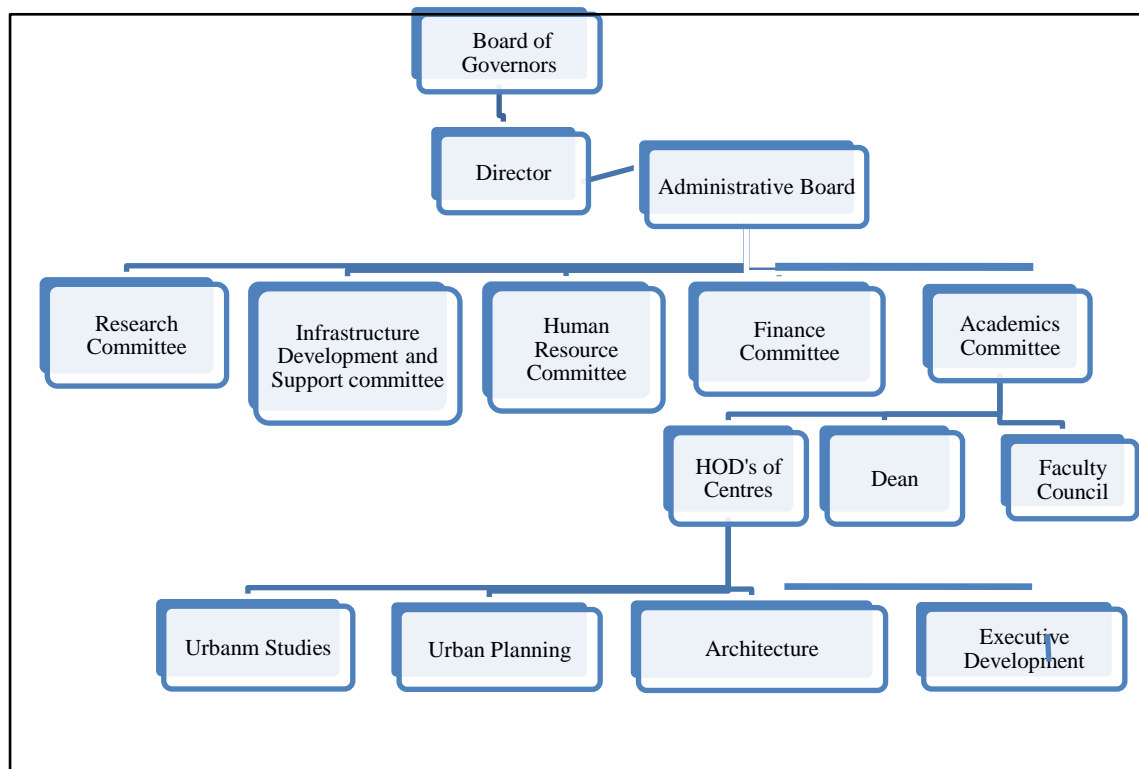 Board of
Governors
Director
Administrative Board
Research
Committee
Infrastructure
Development and
Support committee
Human
Resource
Committee
Finance
Committee
Academics
Committee
HOD's of
Centres
Dean
Faculty
Council
Urbanm Studies
Urban Planning
Architecture
Executive
Development